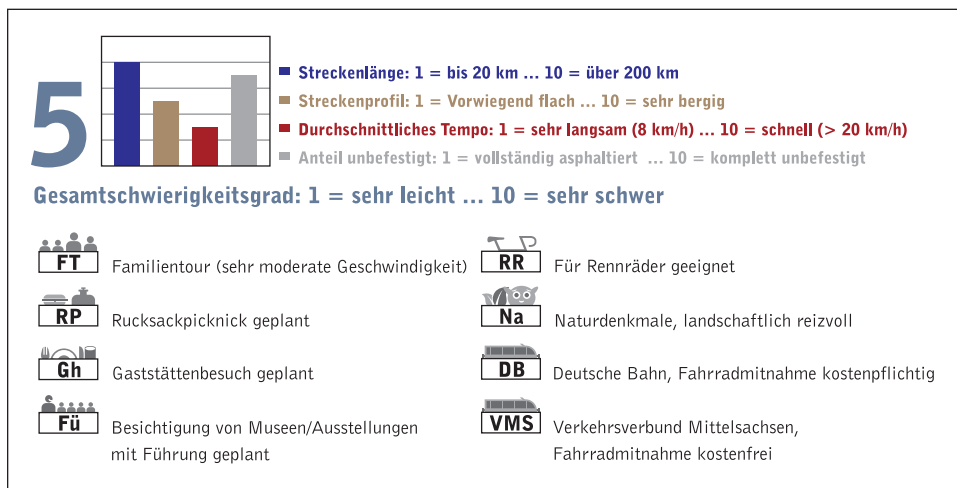 5
Streckenlänge: 1 = bis 20 km ... 10 = über 200 km
Streckenprofil: 1 = Vorwiegend flach ... 10 = sehr bergig
Durchschnittliches Tempo: 1 = sehr langsam (8 km/h) ... 10 = schnell (> 20 km/h)
Anteil unbefestigt: 1 = vollständig asphaltiert ... 10 = komplett unbefestigt
Gesamtschwierigkeitsgrad: 1 = sehr leicht ... 10 = sehr schwer
FT Familientour (sehr moderate Geschwindigkeit)
RP Rucksackpicknick geplant
Gh Gaststättenbesuch geplant
Fü Besichtigung von Museen/Ausstellungen
mit Führung geplant
RR Für Rennräder geeignet
Na Naturdenkmale, landschaftlich reizvoll
DB Deutsche Bahn, Fahrradmitnahme kostenpflichtig
VMS Verkehrsverbund Mittelsachsen,
Fahrradmitnahme kostenfrei